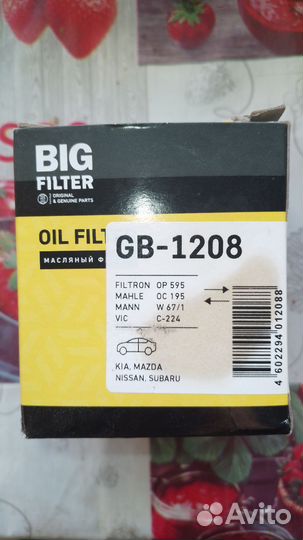 BIG
FILTER
ORIGINAL
& GENUINE PARTS
OIL FILT
МАСЛЯНЫЙ Ф
GB-1208
FILTRON OP 595
MAHLE OC 195
MANN W 67/1
VIC C-224
KIA, MAZDA
NISSAN, SUBARU
4 602294 012088
Avito